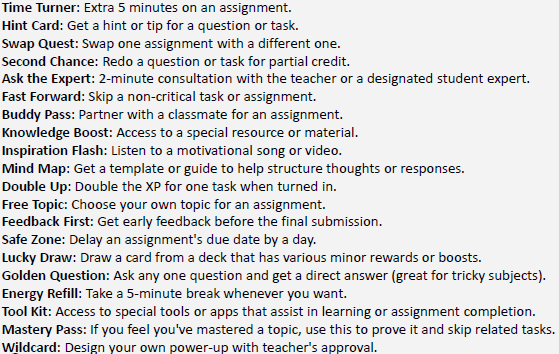 Time Turner: Extra 5 minutes on an assignment.
Hint Card: Get a hint or tip for a question or task.
Swap Quest: Swap one assignment with a different one.
Second Chance: Redo a question or task for partial credit.
Ask the Expert: 2-minute consultation with the teacher or a designated student expert.
Fast Forward: Skip a non-critical task or assignment.
Buddy Pass: Partner with a classmate for an assignment.
Knowledge Boost: Access to a special resource or material.
Inspiration Flash: Listen to a motivational song or video.
Mind Map: Get a template or guide to help structure thoughts or responses.
Double Up: Double the XP for one task when turned in.
Free Topic: Choose your own topic for an assignment.
Feedback First: Get early feedback before the final submission.
Safe Zone: Delay an assignment's due date by a day.
Lucky Draw: Draw a card from a deck that has various minor rewards or boosts.
Golden Question: Ask any one question and get a direct answer (great for tricky subjects).
Energy Refill: Take a 5-minute break whenever you want.
Tool Kit: Access to special tools or apps that assist in learning or assignment completion.
Mastery Pass: If you feel you've mastered a topic, use this to prove it and skip related tasks.
Wildcard: Design your own power-up with teacher's approval.